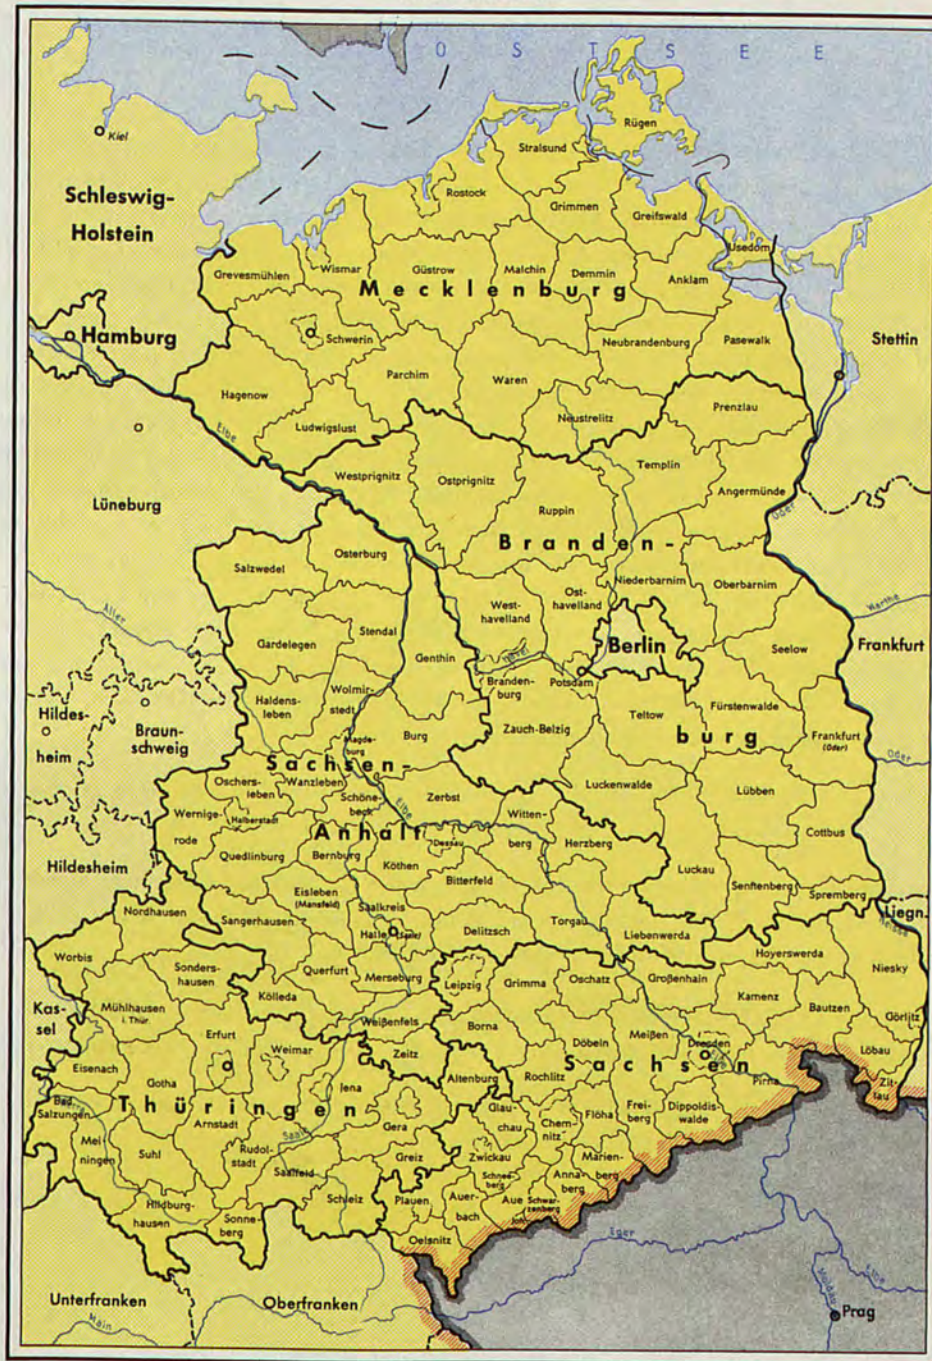 O S T S E E
Kiel
Rügen
Stralsund
Schleswig-
Holstein
Rostock
Grimmen
Greifswald
Usedom
Grevesmühlen
Wismar
Güstrow
Malchin
Demmin
Anklam
Mecklenburg
Hamburg
Schwerin
Neubrandenburg
Pasewalk
Stettin
Hagenow
Parchim
Waren
Neustrelitz
Prenzlau
Ludwigslust
Elbe
Westprignitz
Ostprignitz
Templin
Angermünde
Lüneburg
Ruppin
Oder
Branden-
Osterburg
Salzwedel
Niederbarnim
Oberbarnim
Ost-
havelland
West-
havelland
Aller
Warthe
Gardelegen
Stendal
Genthin
Berlin
Seelow
Frankfurt
Havel
Branden-
burg
Potsdam
Haldens-
leben
Wolmir-
stedt
Hildes-
heim
Braun-
schweig
Burg
Zauch-Belzig
Teltow
Fürstenwalde
burg
Frankfurt
(Oder)
Oder
Magde-
burg
Sachsen-
Oschers-
leben
Wanzleben
Schöne-
beck
Zerbst
Elbe
Luckenwalde
Lübben
Wernige-
rode
Halberstadt
Anhalt
Witten-
berg
Dessau
Herzberg
Cottbus
Hildesheim
Quedlinburg
Bernburg
Köthen
Bitterfeld
Luckau
Senftenberg
Spremberg
Eisleben
(Mansfeld)
Saalkreis
Halle (Saale)
Nordhausen
Sangerhausen
Delitzsch
Torgau
Liebenwerda
Liegn.
Neisse
Worbis
Sonders-
hausen
Querfurt
Merseburg
Leipzig
Grimma
Oschatz
Großenhain
Hoyerswerda
Niesky
Kas-
sel
Mühlhausen
i. Thür.
Kölleda
Weißenfels
Borna
Kamenz
Bautzen
Görlitz
Erfurt
Weimar
Zeitz
Döbeln
Meißen
Dresden
Löbau
Eisenach
Gotha
Jena
Altenburg
Rochlitz
Sachsen
Pirna
Zit-
tau
Bad
Salzungen
Thüringen
Arnstadt
Gera
Glau-
chau
Chem-
nitz
Flöha
Frei-
berg
Dippoldis-
walde
Mei-
ningen
Suhl
Rudol-
stadt
Saale
Saalfeld
Greiz
Zwickau
Marien-
berg
Schnee-
berg
Anna-
berg
Hildburg-
hausen
Sonne-
berg
Schleiz
Plauen
Auer-
bach
Aue
Schwar-
zenberg
Joh.
Oelsnitz
Eger
Elbe
Moldau
Unterfranken
Oberfranken
Main
Prag